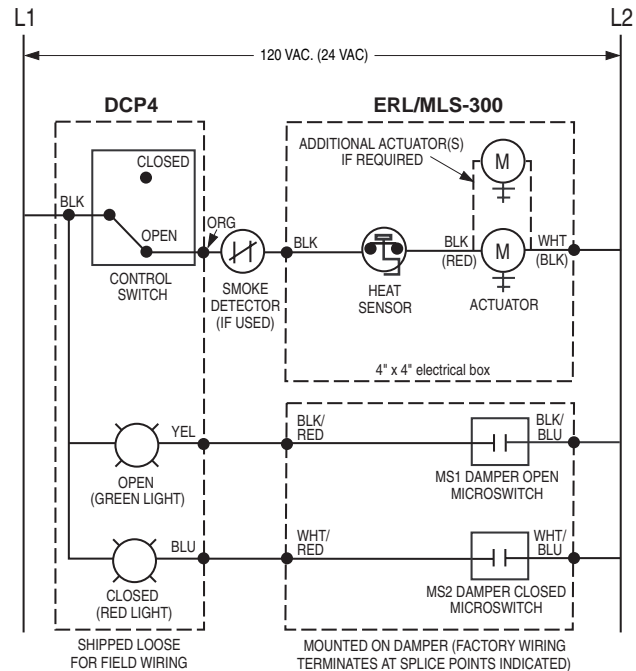 L1
L2
120 VAC. (24 VAC)
DCP4
ERL/MLS-300
CLOSED
BLK
OPEN
CONTROL
SWITCH
ORG
SMOKE
DETECTOR
(IF USED)
ADDITIONAL ACTUATOR(S)
IF REQUIRED
M
BLK
HEAT
SENSOR
BLK
(RED)
M
WHT
(BLK)
ACTUATOR
4" x 4" electrical box
YEL
OPEN
(GREEN LIGHT)
BLK/
RED
BLK/
BLU
MS1 DAMPER OPEN
MICROSWITCH
BLU
CLOSED
(RED LIGHT)
WHT/
RED
WHT/
BLU
MS2 DAMPER CLOSED
MICROSWITCH
SHIPPED LOOSE
FOR FIELD WIRING
MOUNTED ON DAMPER (FACTORY WIRING
TERMINATES AT SPLICE POINTS INDICATED)